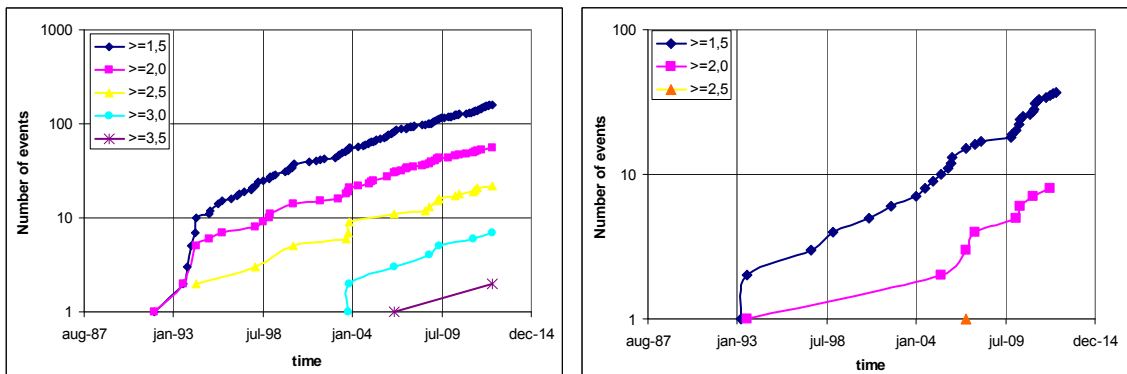 1000
100
10
1
Number of events
>=1,5
>=2,0
>=2,5
>=3,0
>=3,5
aug-87 jan-93 jul-98 jan-04 jul-09 dec-14
time
100
10
1
Number of events
>=1,5
>=2,0
>=2,5
aug-87 jan-93 jul-98 jan-04 jul-09 dec-14
time